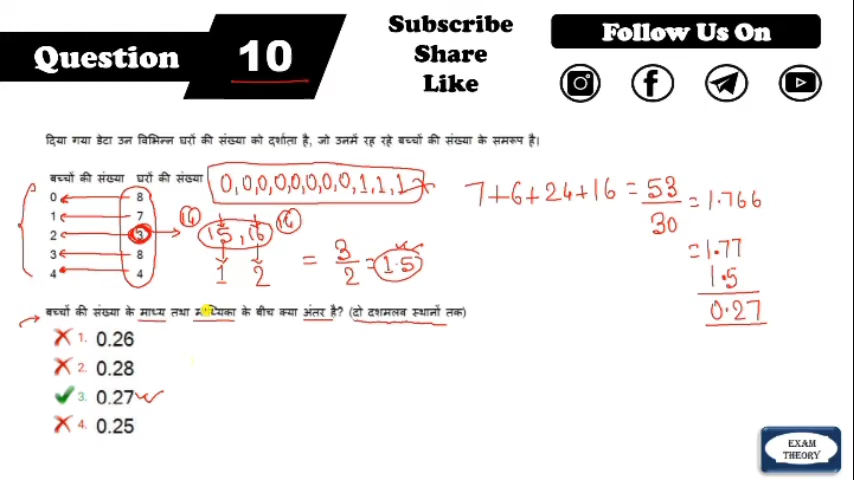 Question 10
Subscribe
Share
Like
Follow Us On
दिया गया डेटा उन विभिन्न घरों की संख्या को दर्शाता है, जो उनमें रह रहे बच्चों की संख्या के समरूप है।
बच्चों की संख्या घरों की संख्या
0,0,0,0,0,0,0,0,1,1,1
0 8
1 7
2 3
3 8
4 4
14 15,16 14
1 2
= 3/2 = 1.5
7+6+24+16 = 53/30 = 1.766
= 1.77
1.5
0.27
बच्चों की संख्या के माध्य तथा माध्यिका के बीच क्या अंतर है? (दो दशमलव स्थानों तक)
1. 0.26
2. 0.28
3. 0.27
4. 0.25
EXAM
THEORY